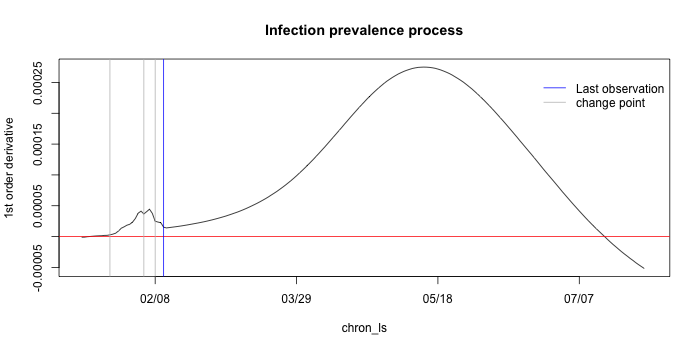 Infection prevalence process
1st order derivative
0.00025
0.00015
0.00005
-0.00005
Last observation
change point
02/08
03/29
05/18
07/07
chron_ls